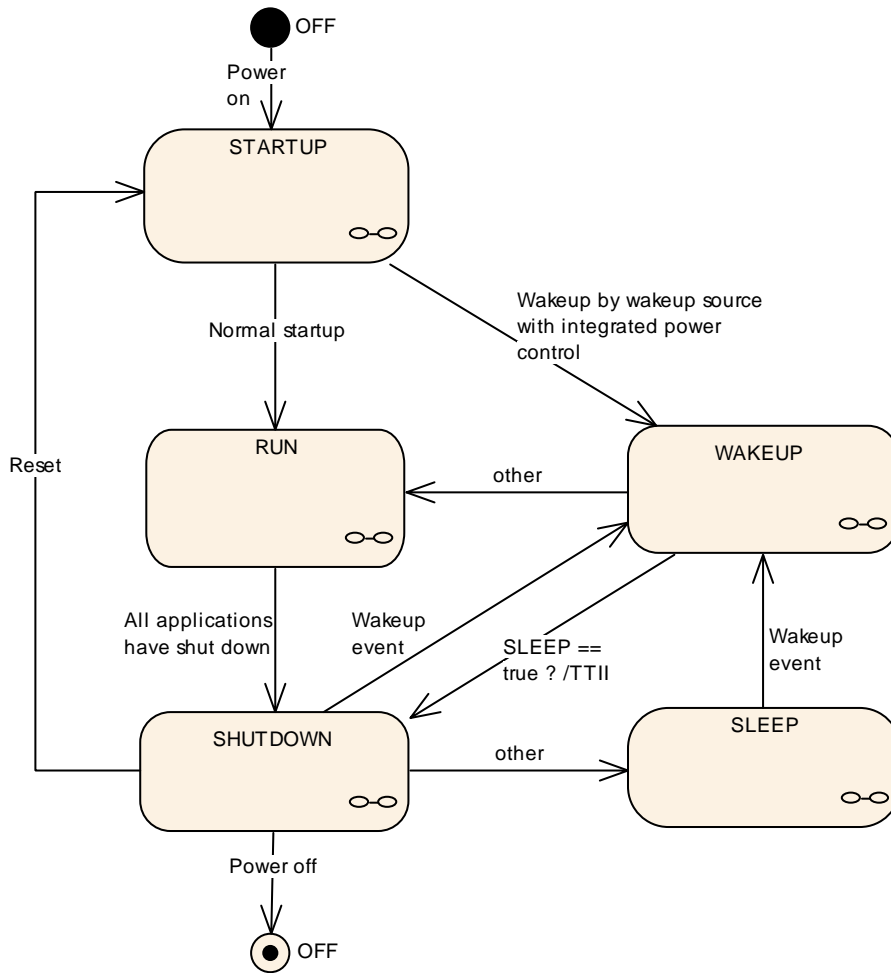 OFF
Power
on
STARTUP
Wakeup by wakeup source
with integrated power
control
Normal startup
RUN
WAKEUP
Reset
other
All applications
have shut down
Wakeup
event
SLEEP ==
true ? /TTII
Wakeup
event
SHUTDOWN
SLEEP
other
Power off
OFF